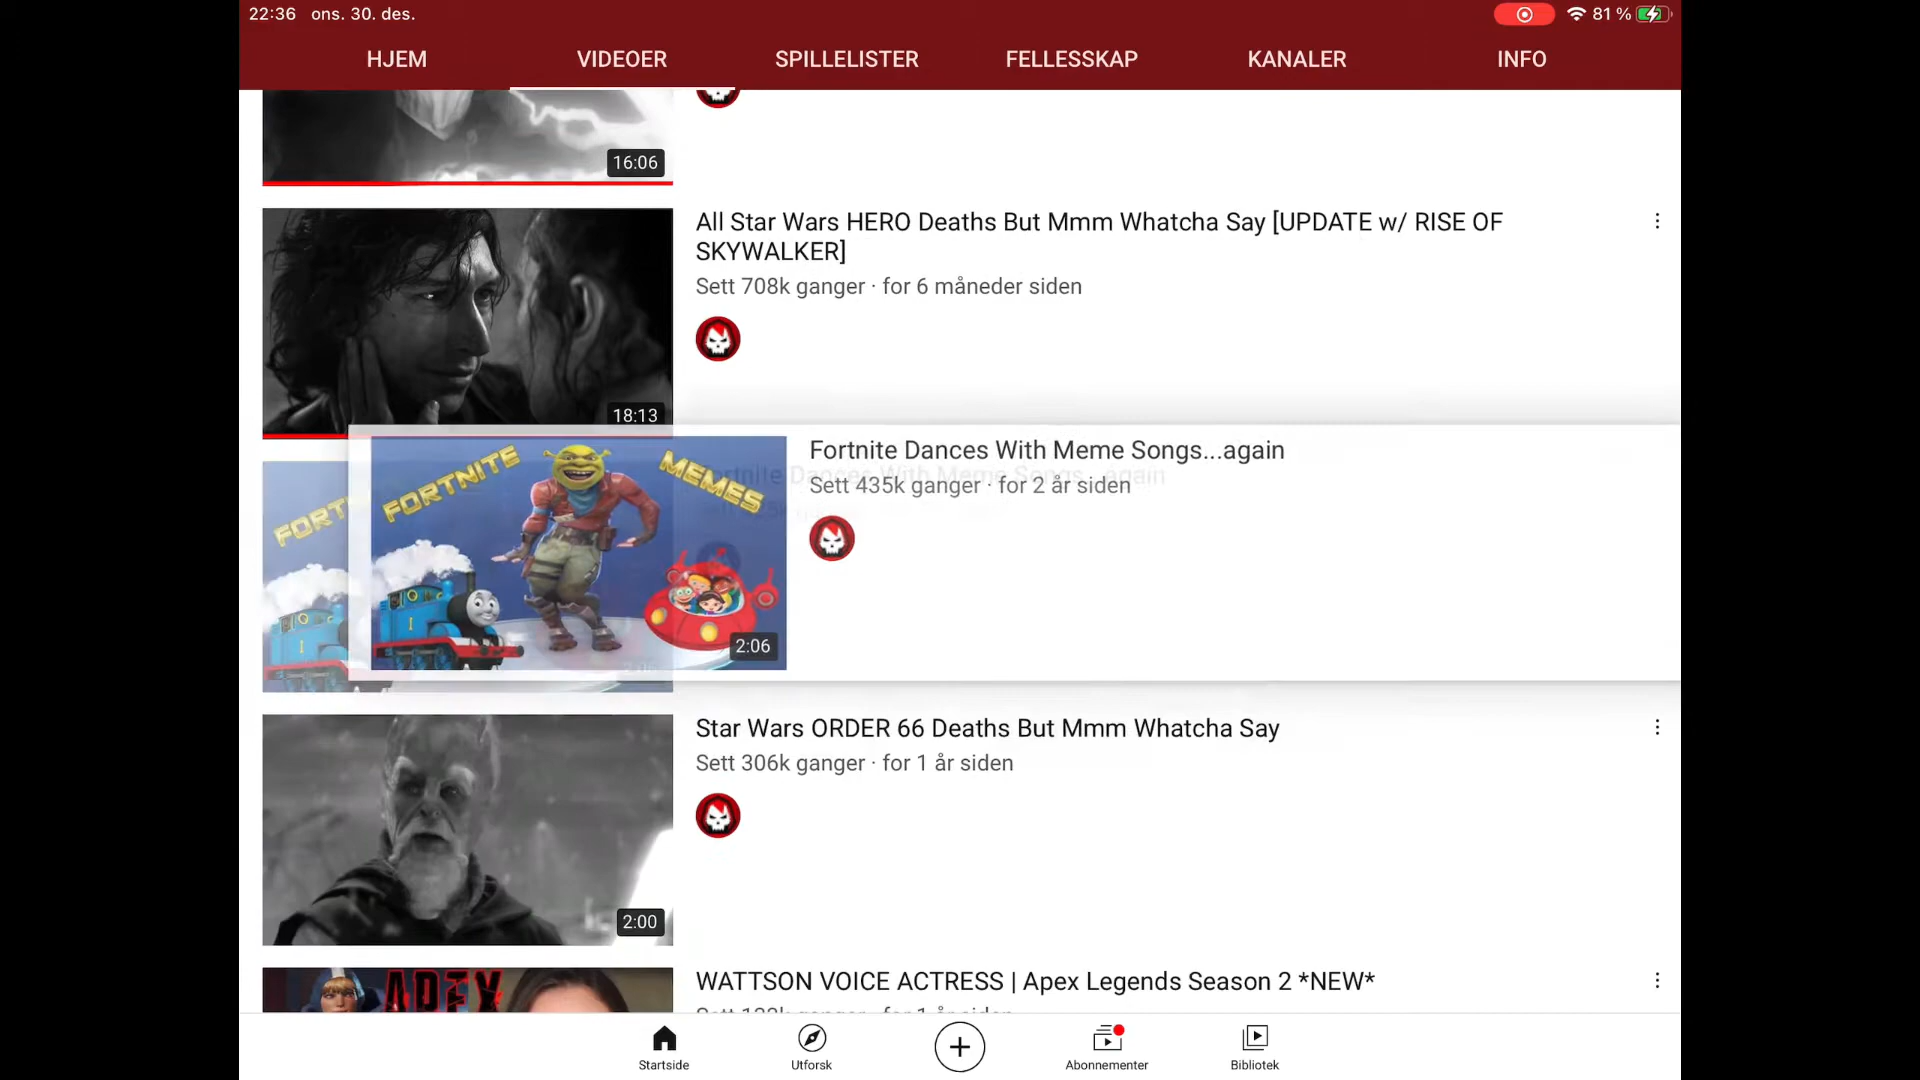 22:36 ons. 30. des.
81 %
HJEM VIDEOER SPILLELISTER FELLESSKAP KANALER INFO
16:06
All Star Wars HERO Deaths But Mmm Whatcha Say [UPDATE w/ RISE OF
SKYWALKER]
Sett 708k ganger · for 6 måneder siden
18:13
Fortnite Dances With Meme Songs...again
Sett 435k ganger · for 2 år siden
FORTNITE MEMES
2:06
Star Wars ORDER 66 Deaths But Mmm Whatcha Say
Sett 306k ganger · for 1 år siden
2:00
WATTSON VOICE ACTRESS | Apex Legends Season 2 *NEW*
APEX
Startside Utforsk Abonnementer Bibliotek